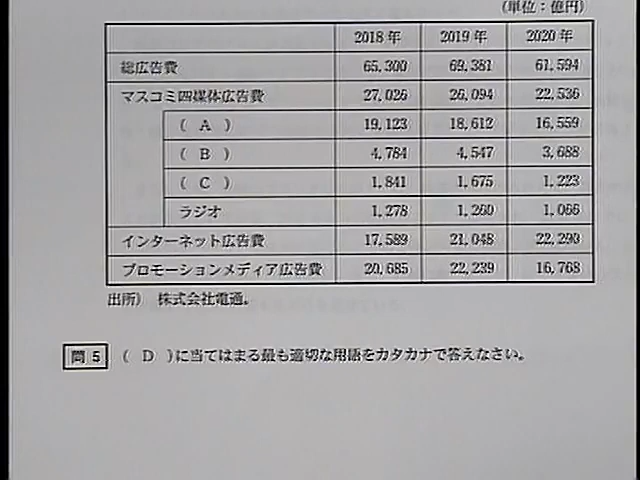 (単位：億円)
2018年 2019年 2020年
総広告費 65,300 69,381 61,594
マスコミ四媒体広告費 27,026 26,094 22,536
( A ) 19,123 18,612 16,559
( B ) 4,784 4,547 3,688
( C ) 1,841 1,675 1,223
ラジオ 1,278 1,260 1,066
インターネット広告費 17,589 21,048 22,290
プロモーションメディア広告費 20,685 22,239 16,768
出所) 株式会社電通。
問5 ( D )に当てはまる最も適切な用語をカタカナで答えなさい。